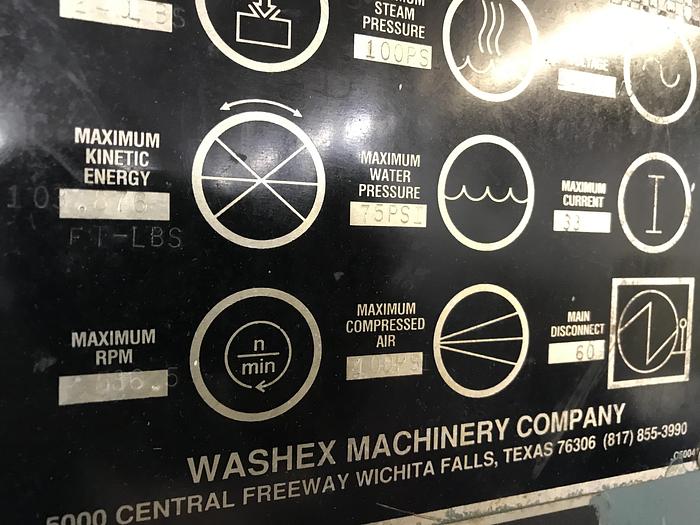 STEAM
PRESSURE
100PS
MAXIMUM
KINETIC
ENERGY
FT-LBS
MAXIMUM
WATER
PRESSURE
75PSI
MAXIMUM
CURRENT
33
MAXIMUM
RPM
n
min
MAXIMUM
COMPRESSED
AIR
100PSI
MAIN
DISCONNECT
60
WASHEX MACHINERY COMPANY
5000 CENTRAL FREEWAY WICHITA FALLS, TEXAS 76306 (817) 855-3990